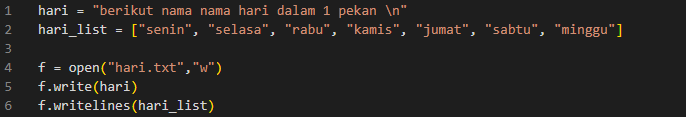 1 hari = "berikut nama nama hari dalam 1 pekan \n"
2 hari_list = ["senin", "selasa", "rabu", "kamis", "jumat", "sabtu", "minggu"]
3
4 f = open("hari.txt","w")
5 f.write(hari)
6 f.writelines(hari_list)